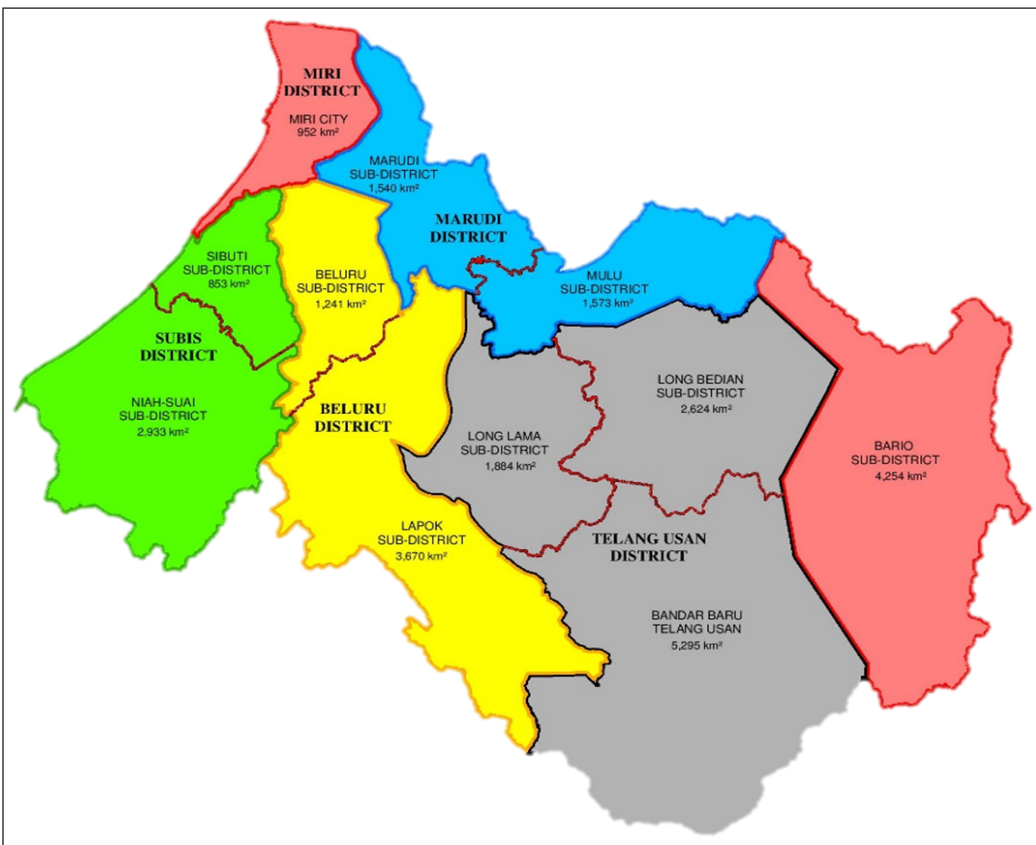 MIRI
DISTRICT
MIRI CITY
952 km²
MARUDI
SUB-DISTRICT
1,540 km²
MARUDI
DISTRICT
SIBUTI
SUB-DISTRICT
853 km²
BELURU
SUB-DISTRICT
1,241 km²
MULU
SUB-DISTRICT
1,573 km²
SUBIS
DISTRICT
NIAH-SUAI
SUB-DISTRICT
2,933 km²
BELURU
DISTRICT
LONG BEDIAN
SUB-DISTRICT
2,624 km²
LONG LAMA
SUB-DISTRICT
1,884 km²
BARIO
SUB-DISTRICT
4,254 km²
LAPOK
SUB-DISTRICT
3,670 km²
TELANG USAN
DISTRICT
BANDAR BARU
TELANG USAN
5,295 km²